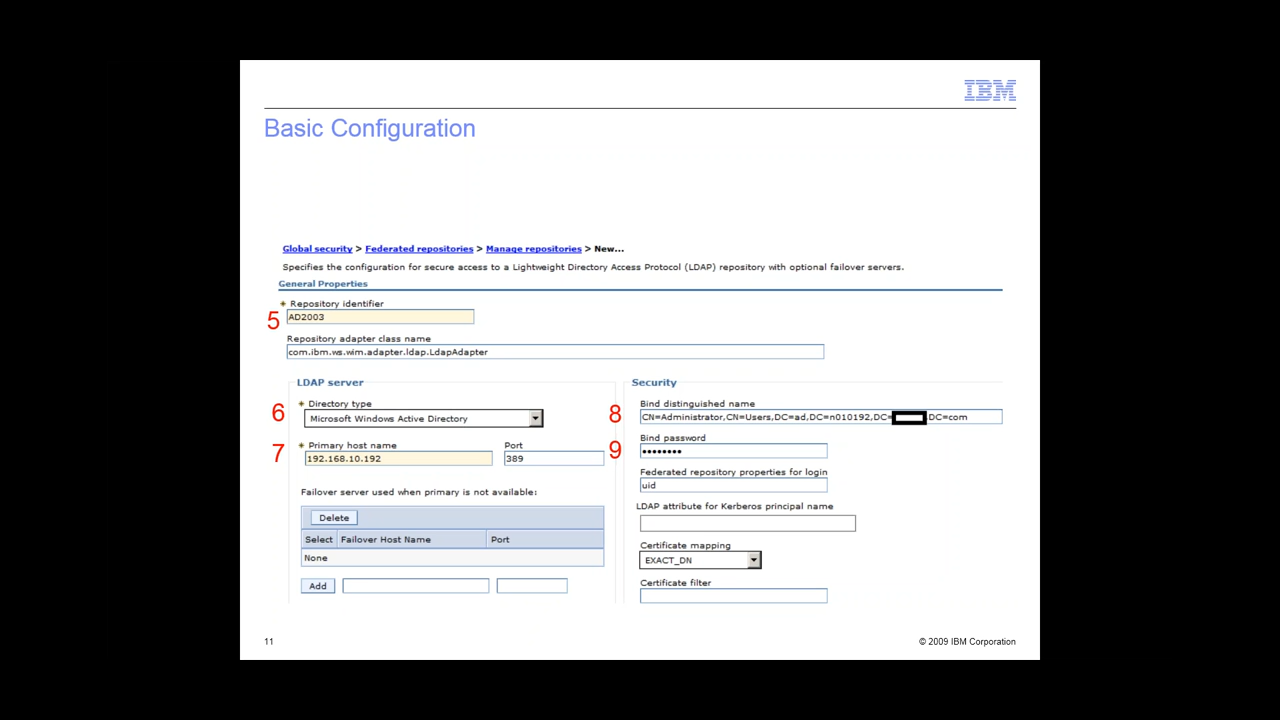 IBM
Basic Configuration
Global security > Federated repositories > Manage repositories > New...
Specifies the configuration for secure access to a Lightweight Directory Access Protocol (LDAP) repository with optional failover servers.
General Properties
* Repository identifier
5 AD2003
Repository adapter class name
com.ibm.ws.wim.adapter.ldap.LdapAdapter
LDAP server
6 * Directory type
Microsoft Windows Active Directory
7 * Primary host name Port
192.168.10.192 389
Failover server used when primary is not available:
Delete
Select Failover Host Name Port
None
Add
Security
8 Bind distinguished name
CN=Administrator,CN=Users,DC=ad,DC=n010192,DC= ,DC=com
9 Bind password
••••••••
Federated repository properties for login
uid
LDAP attribute for Kerberos principal name
Certificate mapping
EXACT_DN
Certificate filter
11
© 2009 IBM Corporation